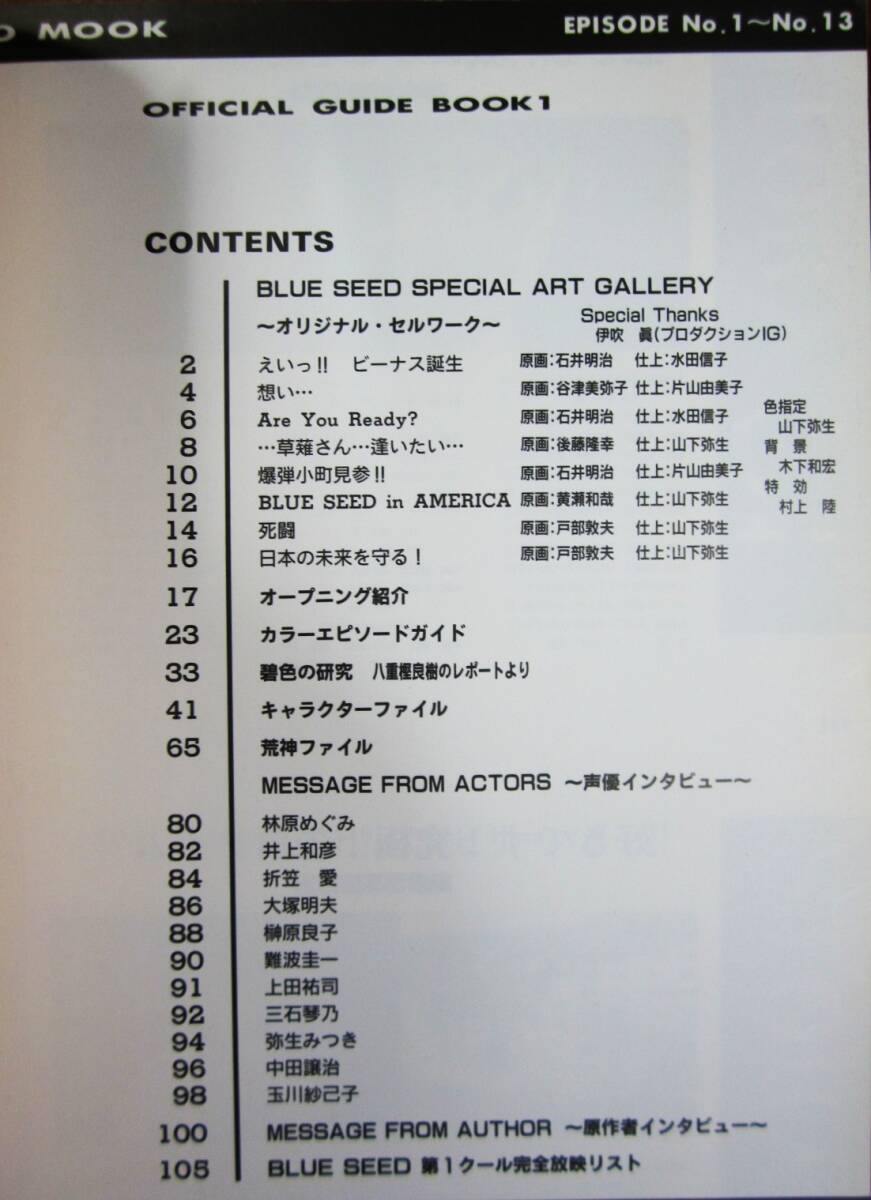 MOOK
EPISODE No.1～No.13
OFFICIAL GUIDE BOOK1
CONTENTS
BLUE SEED SPECIAL ART GALLERY
～オリジナル・セルワーク～
Special Thanks
伊吹 眞(プロダクションIG)
2 えいっ!! ビーナス誕生 原画:石井明治 仕上:水田信子
4 想い… 原画:谷津美弥子 仕上:片山由美子
6 Are You Ready? 原画:石井明治 仕上:水田信子
8 …草薙さん…逢いたい… 原画:後藤隆幸 仕上:山下弥生
10 爆弾小町見参!! 原画:石井明治 仕上:片山由美子
12 BLUE SEED in AMERICA 原画:黄瀬和哉 仕上:山下弥生
14 死闘 原画:戸部敦夫 仕上:山下弥生
16 日本の未来を守る! 原画:戸部敦夫 仕上:山下弥生
色指定
山下弥生
背 景
木下和宏
特 効
村上 陸
17 オープニング紹介
23 カラーエピソードガイド
33 碧色の研究 八重樫良樹のレポートより
41 キャラクターファイル
65 荒神ファイル
MESSAGE FROM ACTORS ～声優インタビュー～
80 林原めぐみ
82 井上和彦
84 折笠 愛
86 大塚明夫
88 榊原良子
90 難波圭一
91 上田祐司
92 三石琴乃
94 弥生みつき
96 中田譲治
98 玉川紗己子
100 MESSAGE FROM AUTHOR ～原作者インタビュー～
105 BLUE SEED 第1クール完全放映リスト